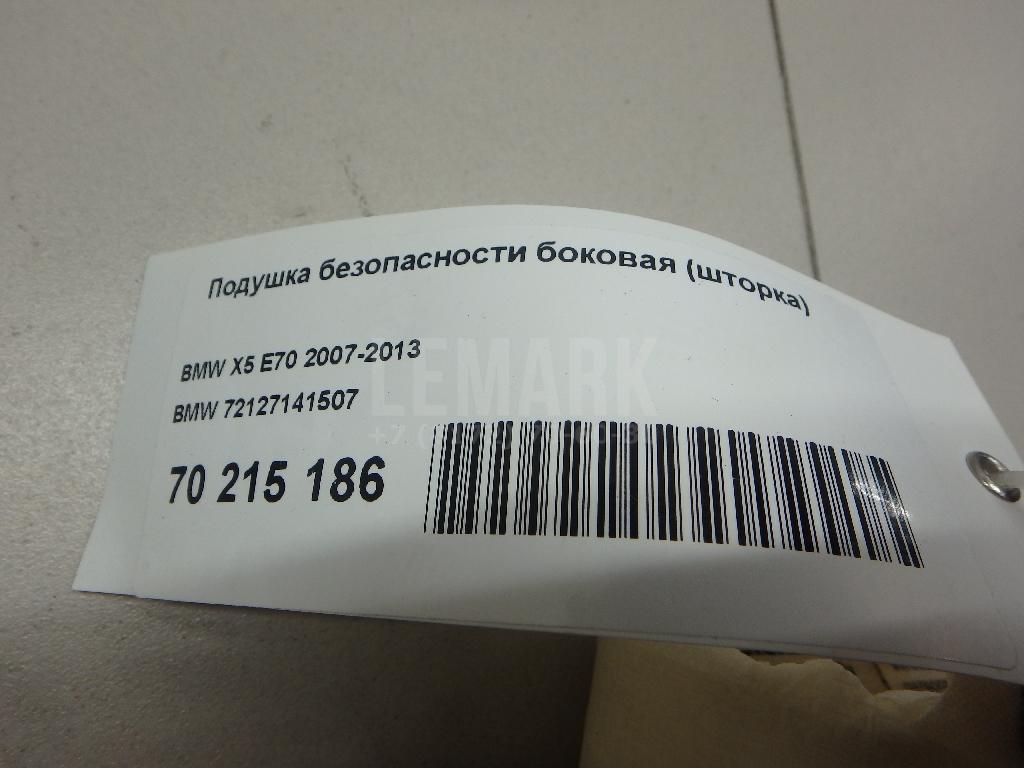 Подушка безопасности боковая (шторка)
BMW X5 E70 2007-2013
BMW 72127141507
70 215 186
LEMARK